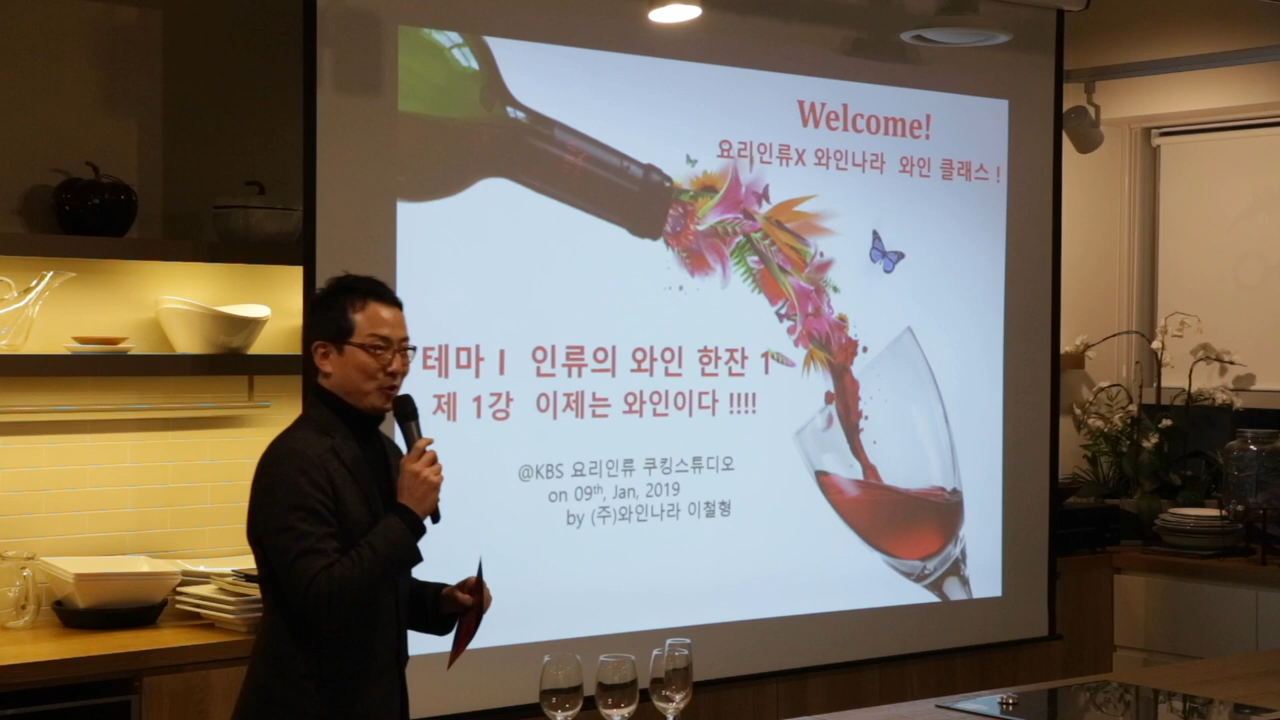 Welcome!
요리인류X 와인나라 와인 클래스 !
테마 I 인류의 와인 한잔 1
제 1강 이제는 와인이다 !!!!
@KBS 요리인류 쿠킹스튜디오
on 09th, Jan, 2019
by (주)와인나라 이철형